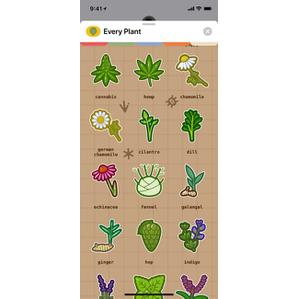 9:41
Every Plant
cannabis
hemp
chamomile
german
chamomile
cilantro
dill
echinacea
fennel
galangal
ginger
hop
indigo